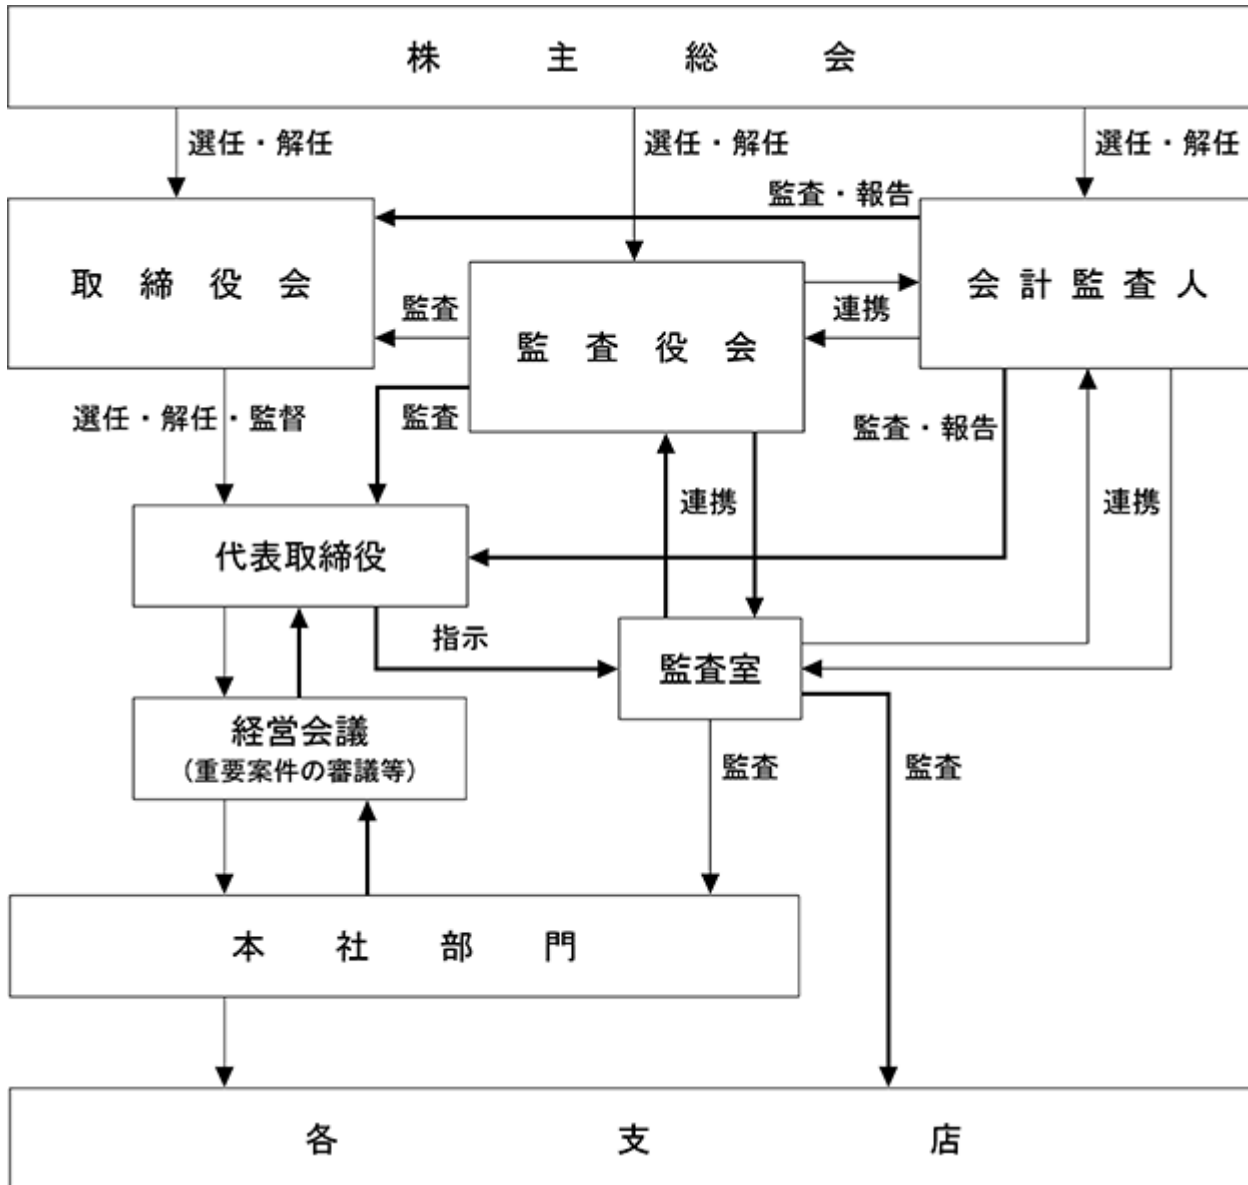 株主総会
選任・解任
選任・解任
選任・解任
監査・報告
取締役会
監査役会
会計監査人
監査
連携
選任・解任・監督
監査
監査・報告
連携
連携
代表取締役
指示
監査室
経営会議
（重要案件の審議等）
監査
監査
本社部門
各支店